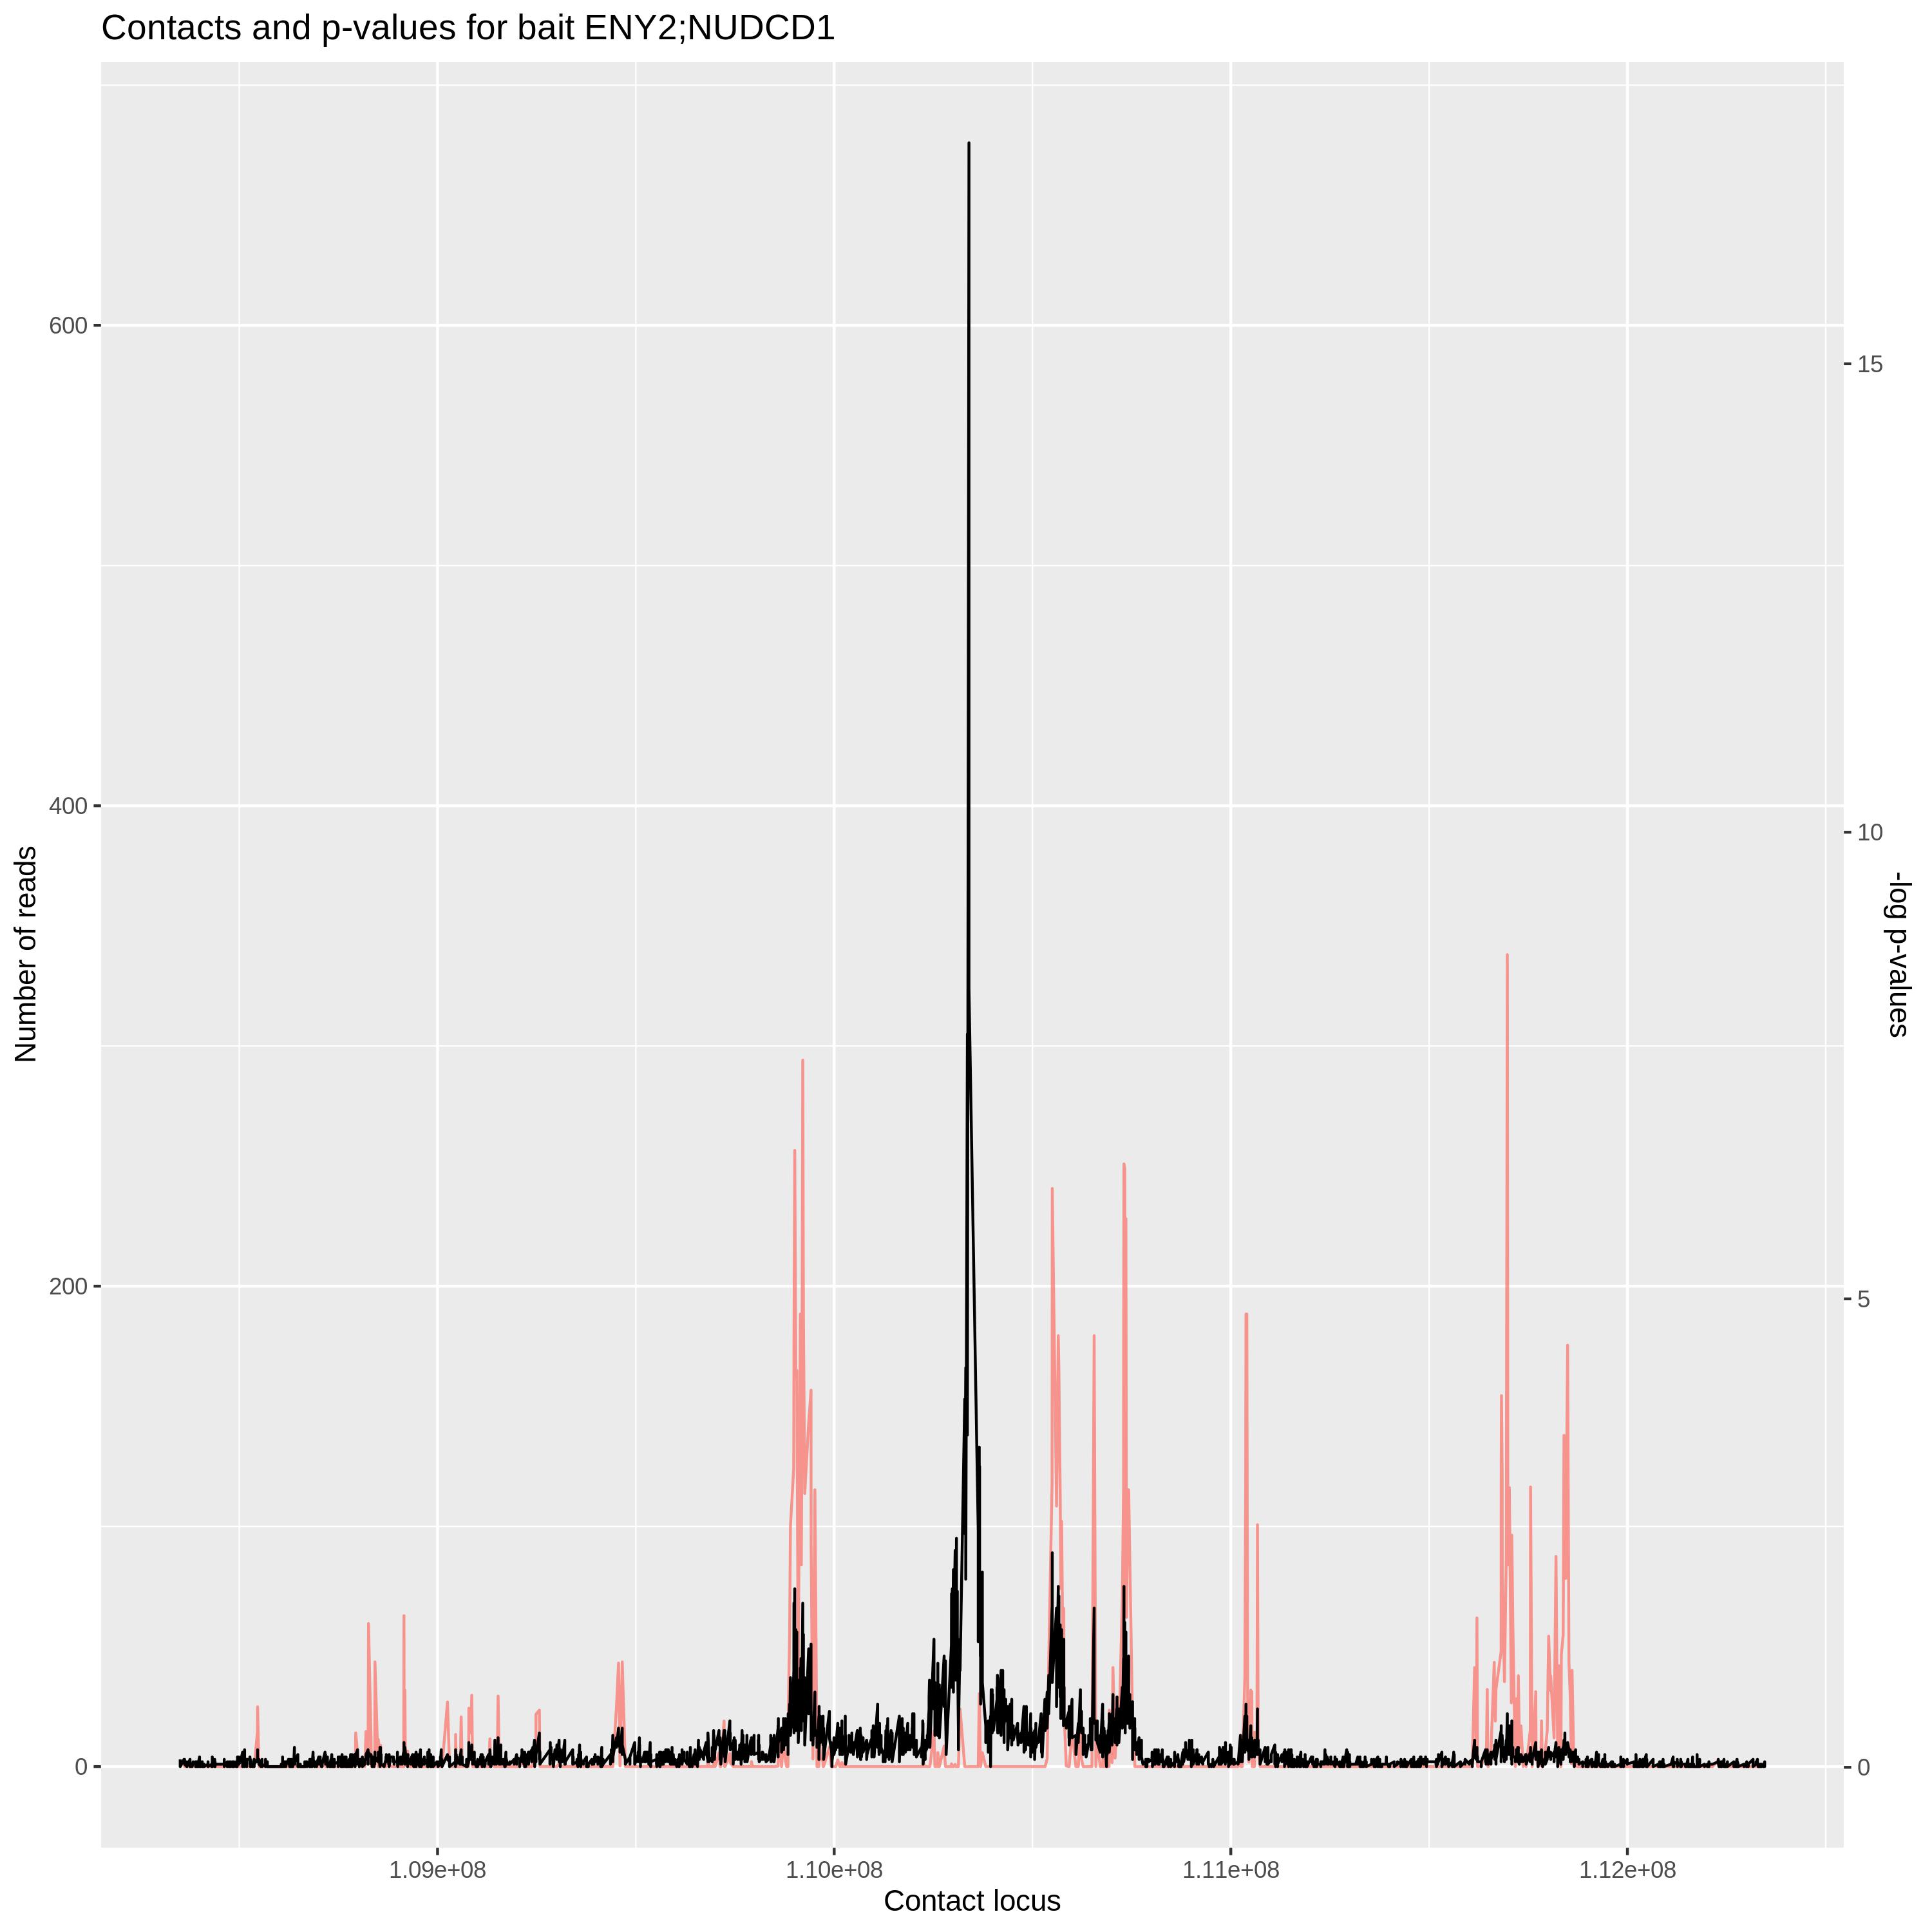 Contacts and p-values for bait ENY2;NUDCD1
Number of reads
600
400
200
0
15
10
5
0
-log p-values
1.09e+08
1.10e+08
1.11e+08
1.12e+08
Contact locus